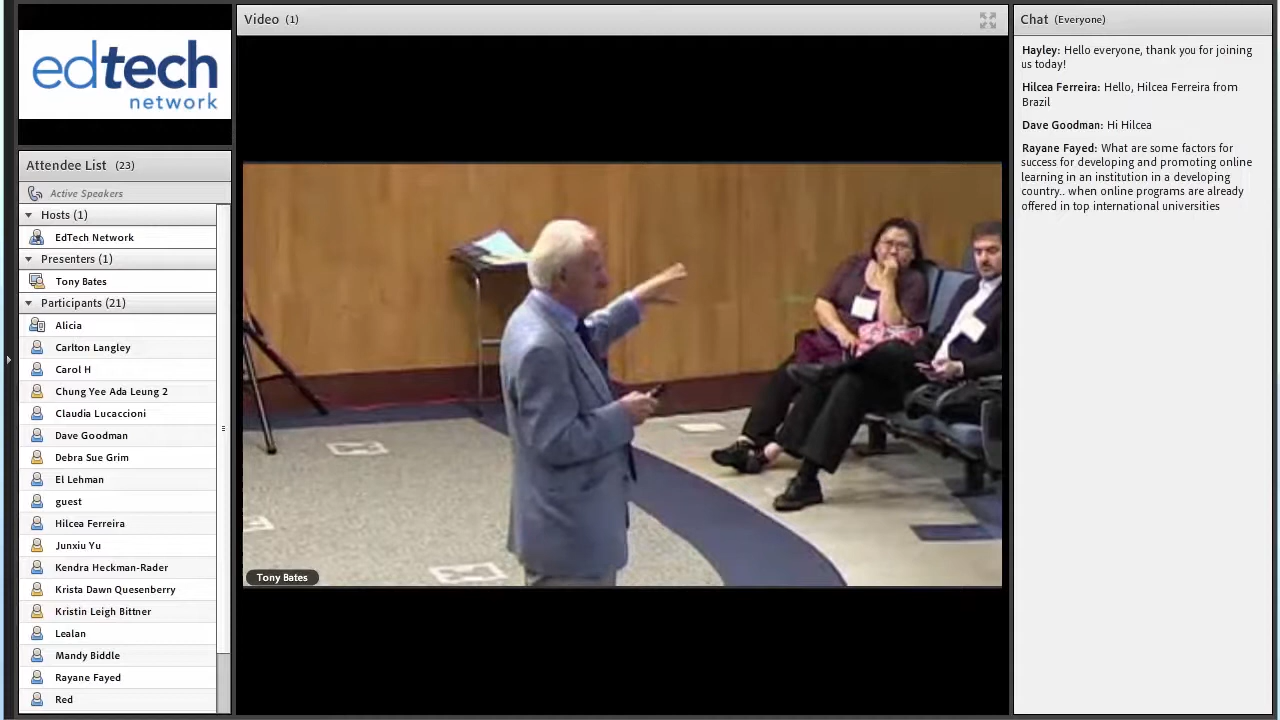 edtech
network
Attendee List (23)
Active Speakers
Hosts (1)
EdTech Network
Presenters (1)
Tony Bates
Participants (21)
Alicia
Carlton Langley
Carol H
Chung Yee Ada Leung 2
Claudia Lucaccioni
Dave Goodman
Debra Sue Grim
El Lehman
guest
Hilcea Ferreira
Junxiu Yu
Kendra Heckman-Rader
Krista Dawn Quesenberry
Kristin Leigh Bittner
Lealan
Mandy Biddle
Rayane Fayed
Red
Video (1)
Tony Bates
Chat (Everyone)
Hayley: Hello everyone, thank you for joining
us today!
Hilcea Ferreira: Hello, Hilcea Ferreira from
Brazil
Dave Goodman: Hi Hilcea
Rayane Fayed: What are some factors for
success for developing and promoting online
learning in an institution in a developing
country.. when online programs are already
offered in top international universities